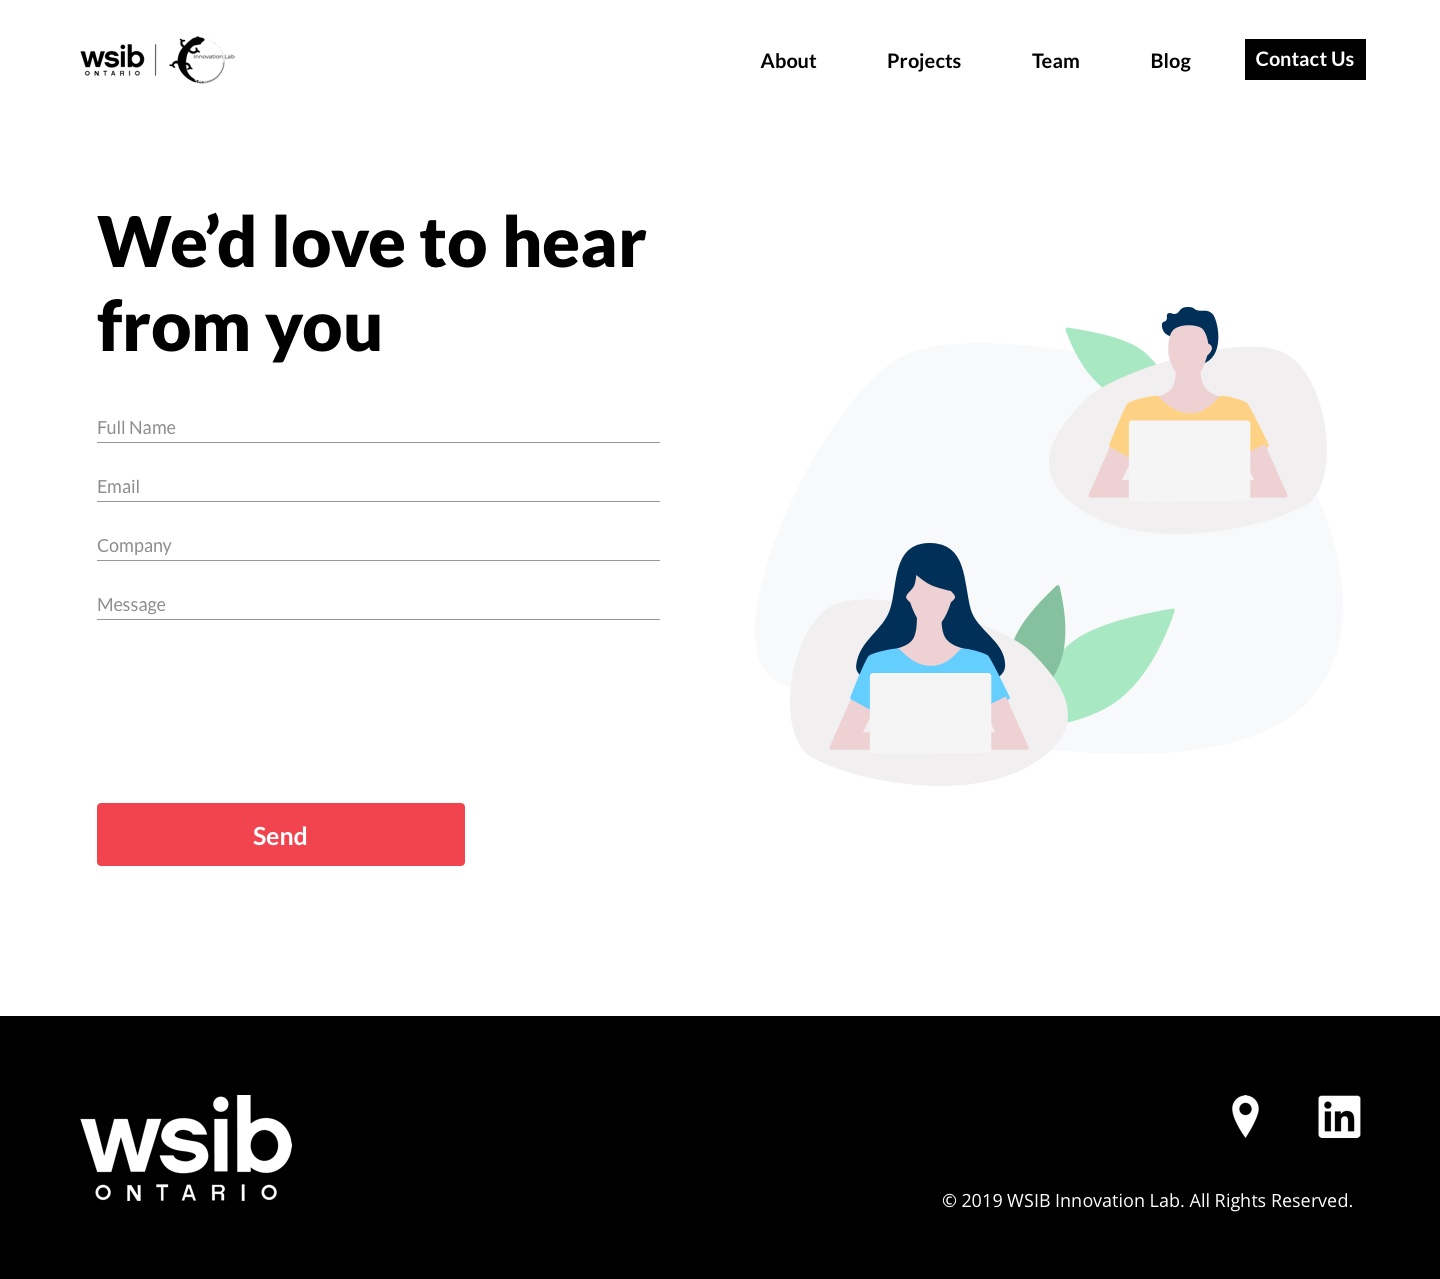 wsib
ONTARIO
Innovation Lab
About
Projects
Team
Blog
Contact Us
We’d love to hear
from you
Full Name
Email
Company
Message
Send
wsib
ONTARIO
in
© 2019 WSIB Innovation Lab. All Rights Reserved.